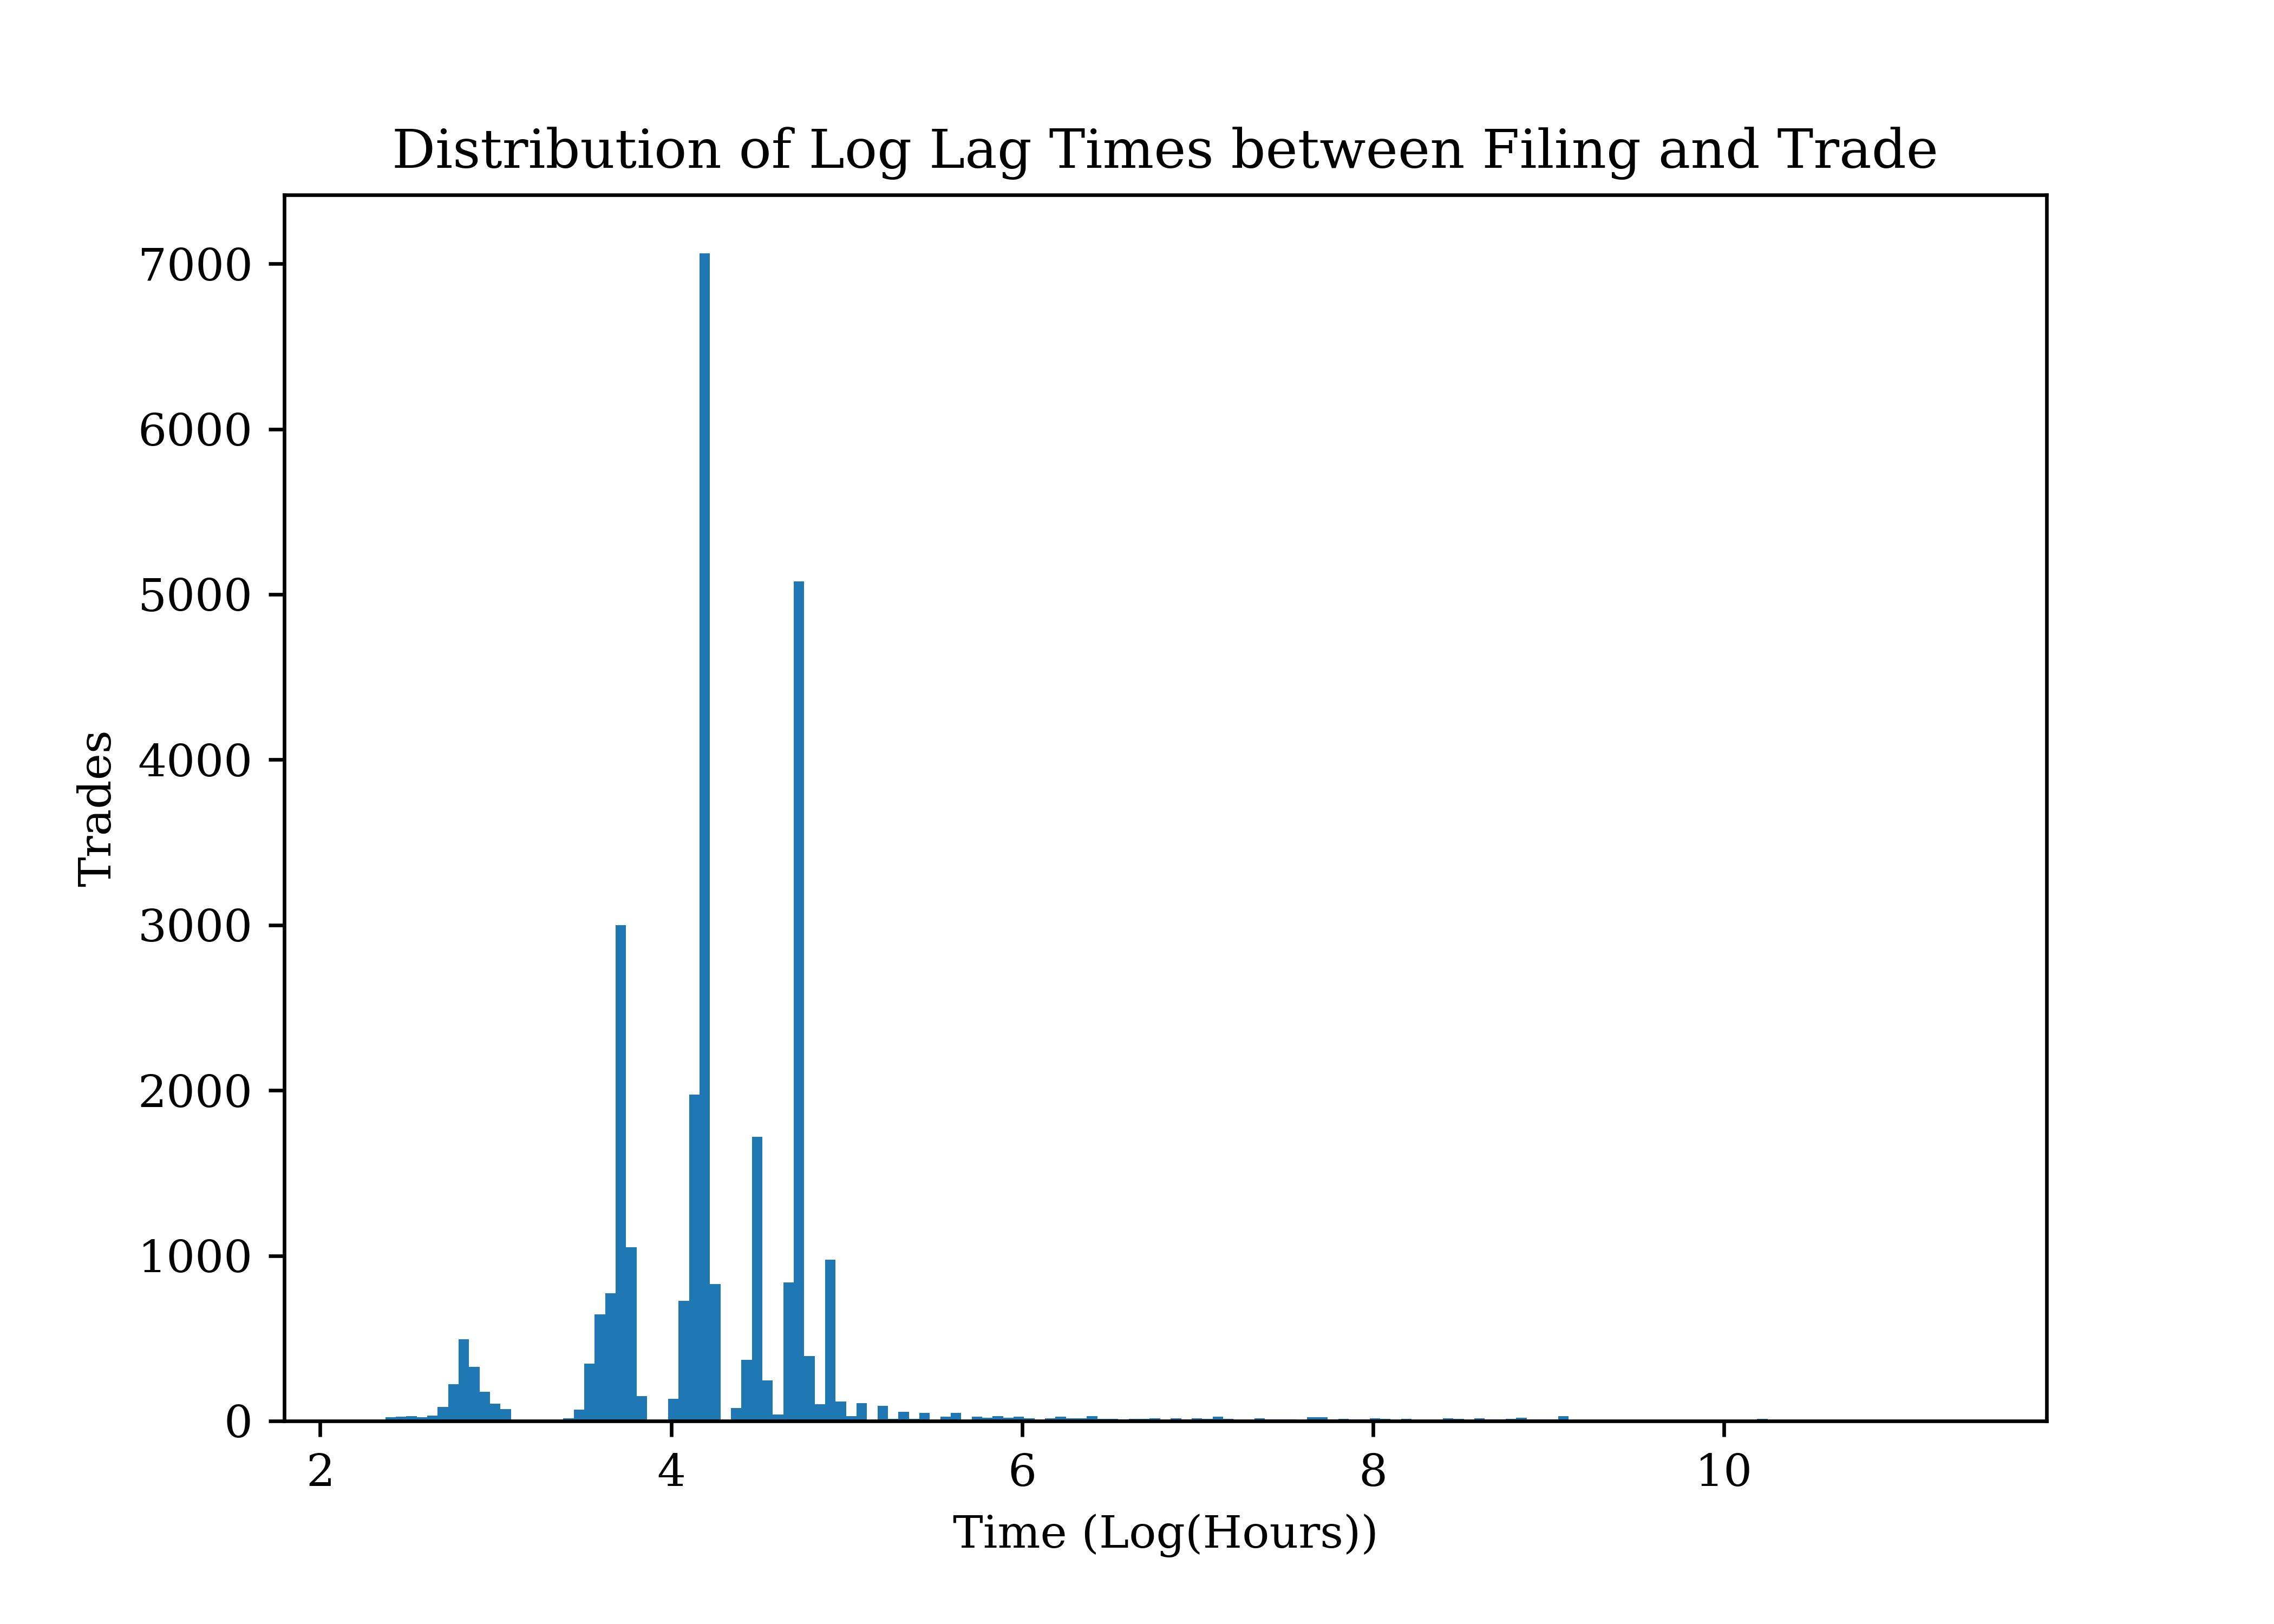 Distribution of Log Lag Times between Filing and Trade
7000
6000
5000
4000
3000
2000
1000
0
Trades
2 4 6 8 10
Time (Log(Hours))